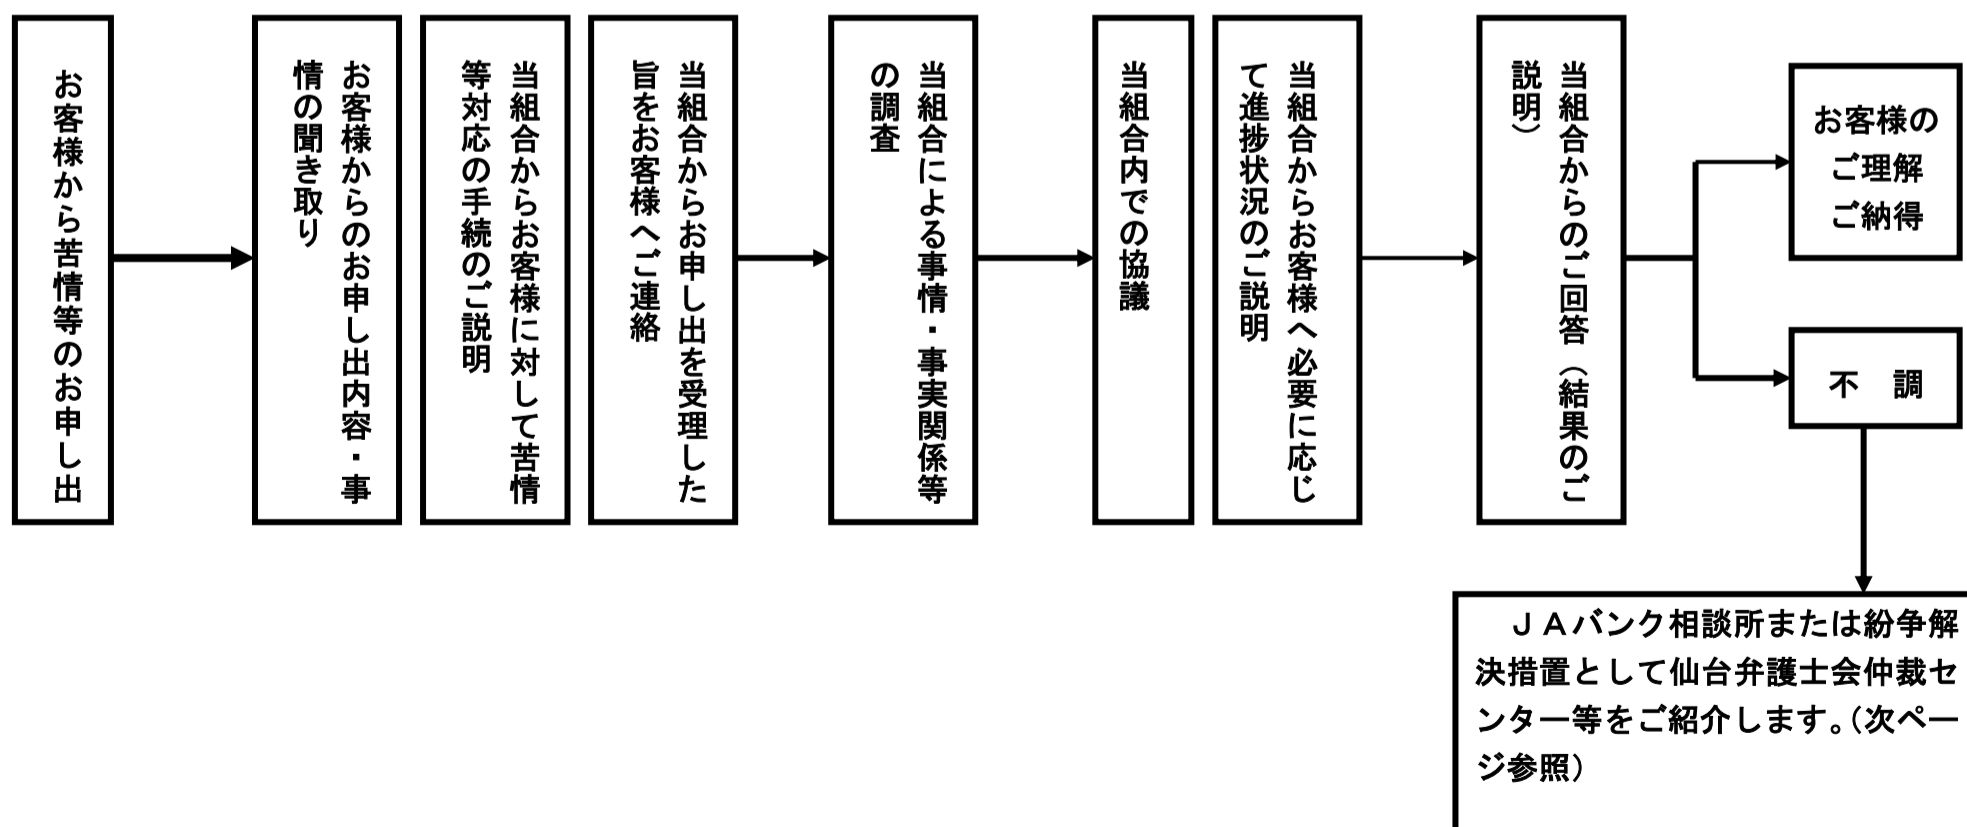 お客様から苦情等のお申し出
お客様からのお申し出内容・事
情の聞き取り
当組合からお客様に対して苦情
等対応の手続のご説明
当組合からお申し出を受理した
旨をお客様へご連絡
当組合による事情・事実関係等
の調査
当組合内での協議
当組合からお客様へ必要に応じ
て進捗状況のご説明
当組合からのご回答（結果のご
説明）
お客様の
ご理解
ご納得
不　調
ＪＡバンク相談所または紛争解
決措置として仙台弁護士会仲裁セ
ンター等をご紹介します。（次ペー
ジ参照）